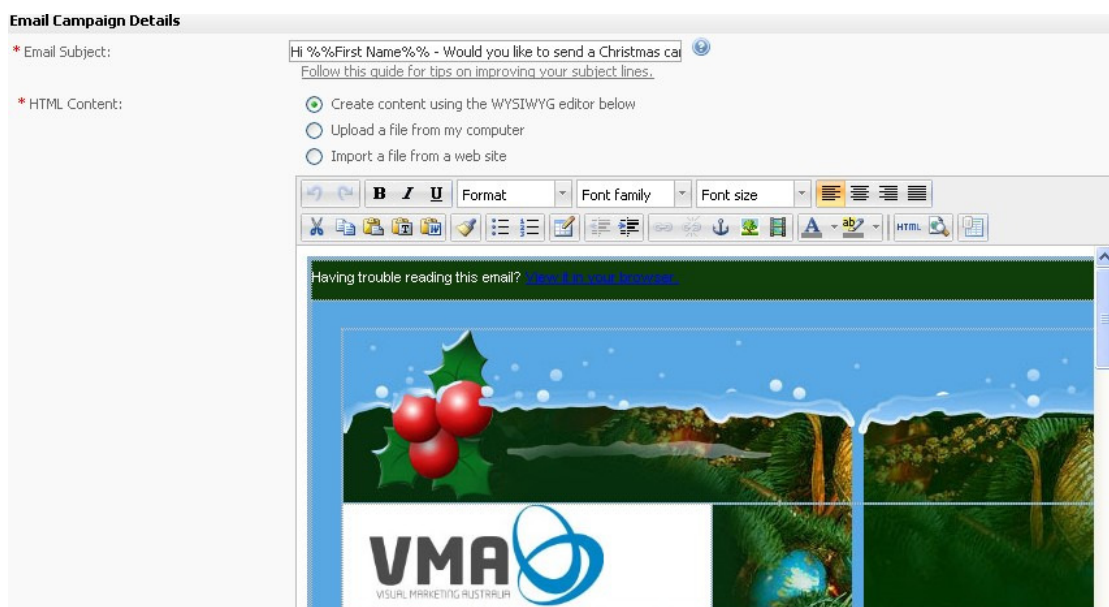 Email Campaign Details
* Email Subject:
Hi %%First Name%% - Would you like to send a Christmas car
Follow this guide for tips on improving your subject lines.
* HTML Content:
Create content using the WYSIWYG editor below
Upload a file from my computer
Import a file from a web site
B I U Format Font family Font size
A ab HTML
Having trouble reading this email? View it in your browser.
VMA
VISUAL MARKETING AUSTRALIA